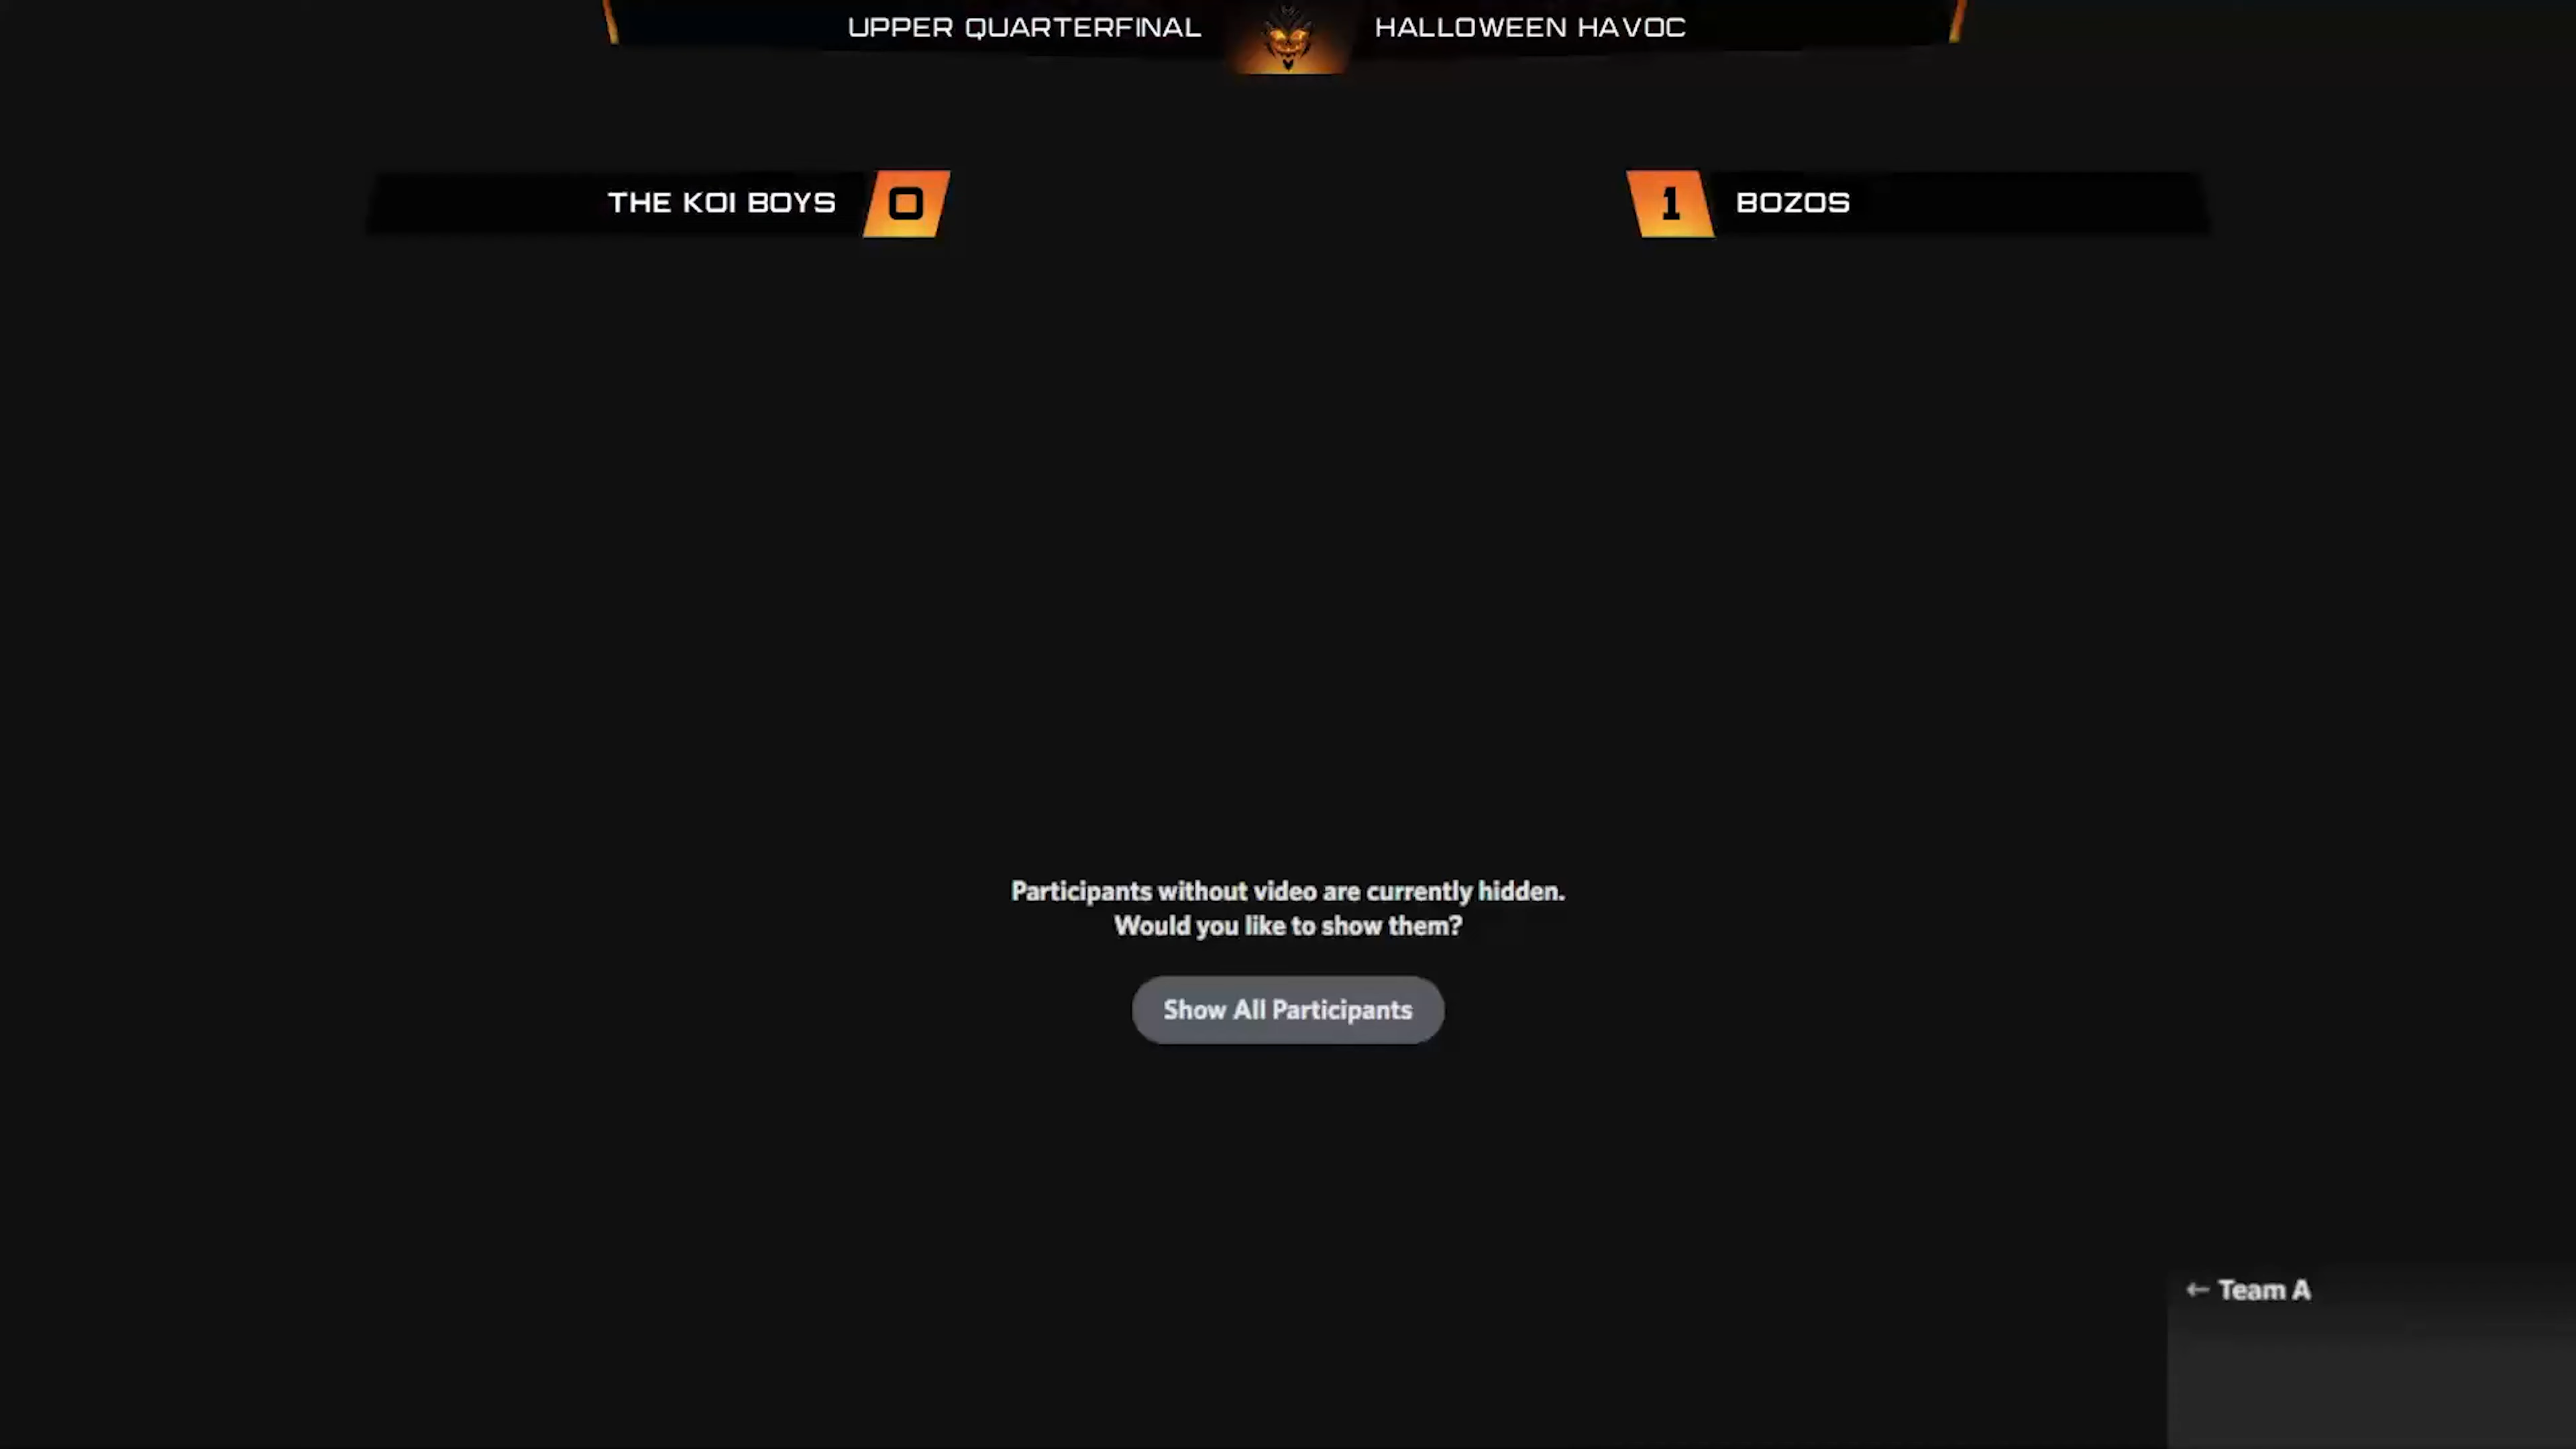 UPPER QUARTERFINAL
HALLOWEEN HAVOC
THE KOI BOYS 0
1 BOZOS
Participants without video are currently hidden.
Would you like to show them?
Show All Participants
← Team A